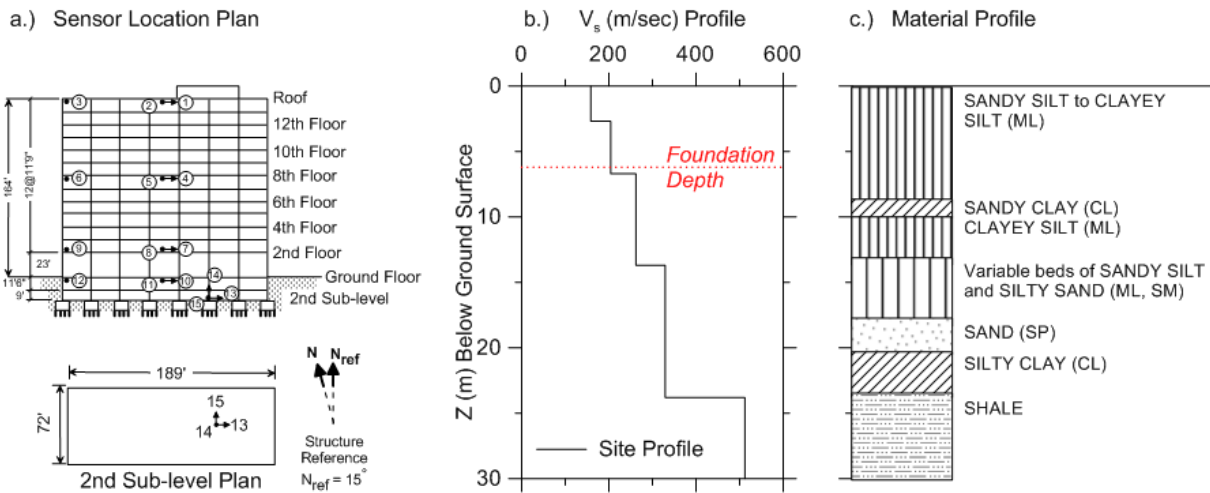 a.) Sensor Location Plan
3
2
1
Roof
12th Floor
10th Floor
6
5
4
8th Floor
6th Floor
4th Floor
9
8
7
2nd Floor
164'
12@11'9"
23'
14
Ground Floor
12
11
10
11'6"
13
2nd Sub-level
9'
15
189'
72'
15
14
13
2nd Sub-level Plan
N
Nref
Structure
Reference
Nref = 15°
b.) Vs (m/sec) Profile
0 200 400 600
0
10
20
30
Z (m) Below Ground Surface
Foundation
Depth
Site Profile
c.) Material Profile
SANDY SILT to CLAYEY
SILT (ML)
SANDY CLAY (CL)
CLAYEY SILT (ML)
Variable beds of SANDY SILT
and SILTY SAND (ML, SM)
SAND (SP)
SILTY CLAY (CL)
SHALE